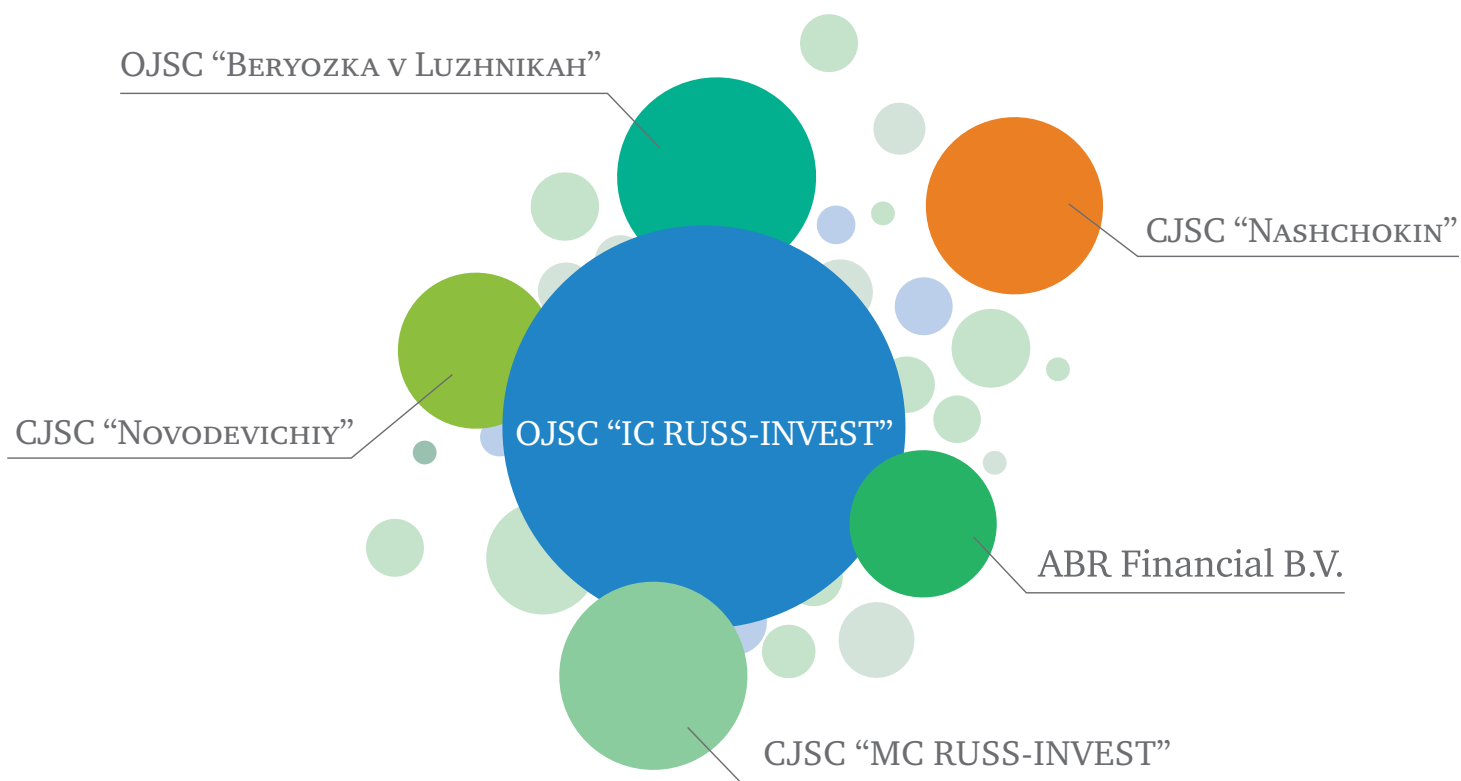 OJSC “Beryozka v Luzhnikah”
CJSC “Nashchokin”
CJSC “Novodevichiy”
OJSC “IC RUSS-INVEST”
ABR Financial B.V.
CJSC “MC RUSS-INVEST”